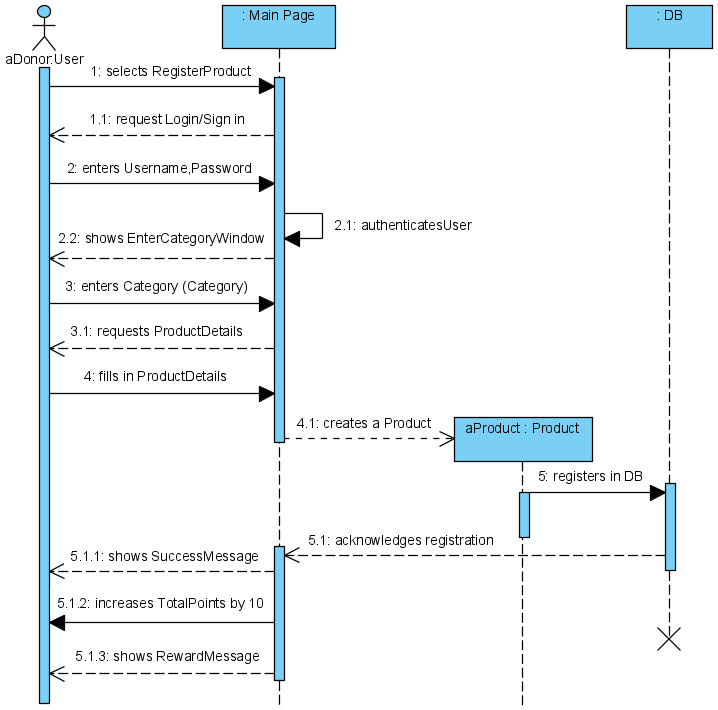 : Main Page
: DB
aDonor:User
1: selects RegisterProduct
1.1: request Login/Sign in
2: enters Username,Password
2.1: authenticatesUser
2.2: shows EnterCategoryWindow
3: enters Category (Category)
3.1: requests ProductDetails
4: fills in ProductDetails
4.1: creates a Product
aProduct : Product
5: registers in DB
5.1: acknowledges registration
5.1.1: shows SuccessMessage
5.1.2: increases TotalPoints by 10
5.1.3: shows RewardMessage